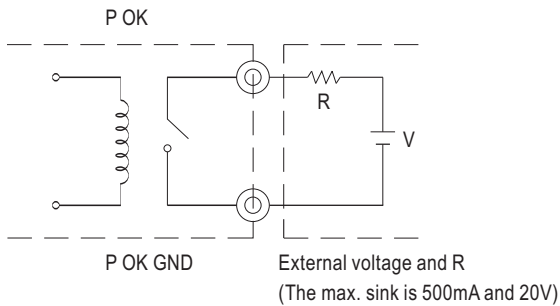 P OK
R
V
P OK GND
External voltage and R
(The max. sink is 500mA and 20V)